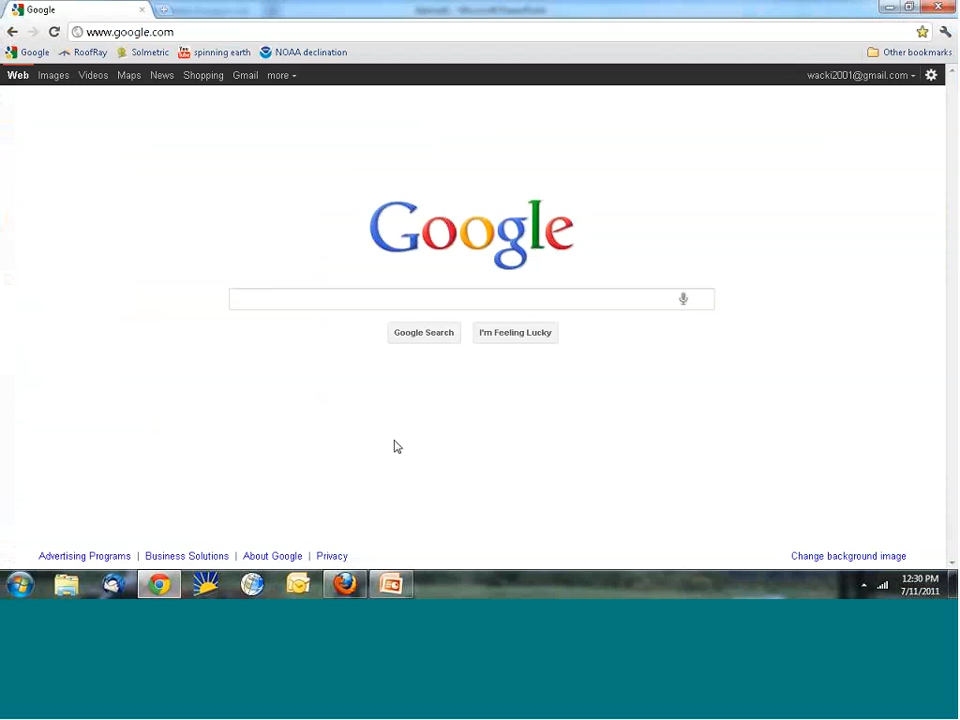 Google
www.google.com
Google RoofRay Solmetric spinning earth NOAA declination Other bookmarks
Web Images Videos Maps News Shopping Gmail more wacki2001@gmail.com
Google
Google Search I'm Feeling Lucky
Advertising Programs | Business Solutions | About Google | Privacy Change background image
12:30 PM
7/11/2011